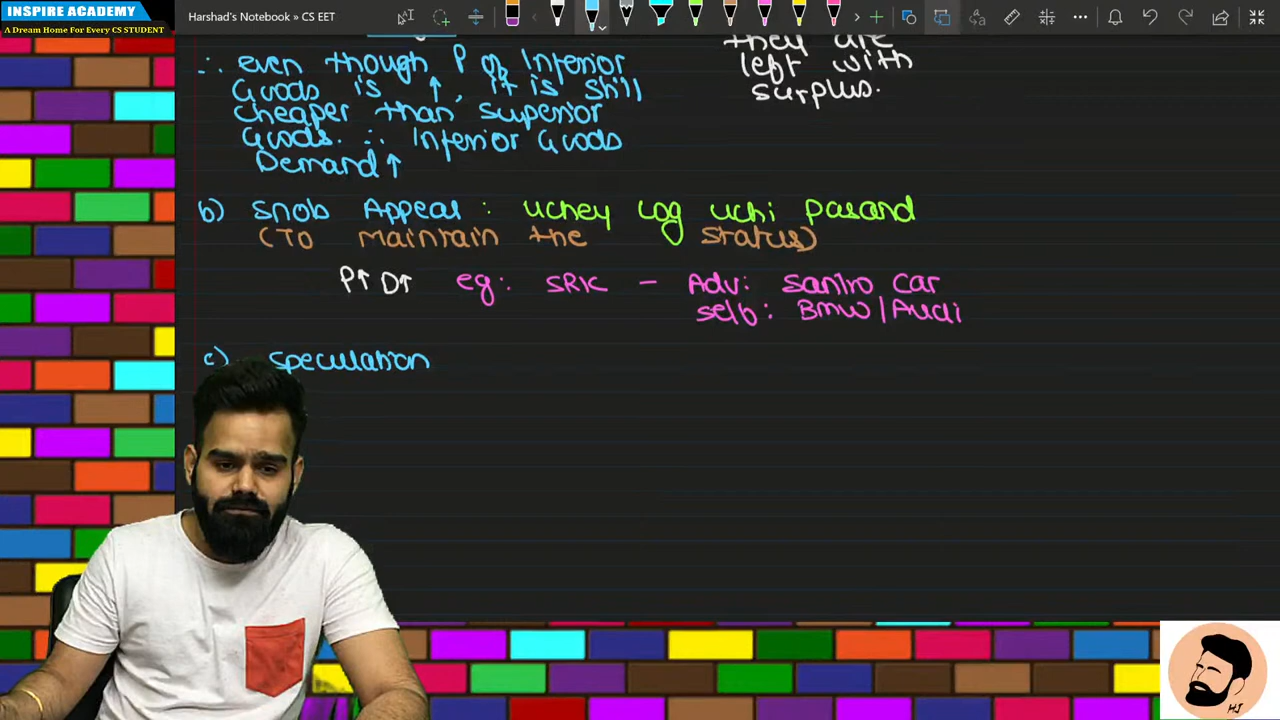 INSPIRE ACADEMY
A Dream Home For Every CS STUDENT
Harshad's Notebook » CS EET
they are
left with
surplus.
∴ even though P of Inferior
Goods is ↑, it is still
cheaper than superior
Goods. ∴ Inferior Goods
Demand↑
b) Snob Appeal : uchey log uchi pasand
(To maintain the status)
P↑ D↑ eg: SRK - Adv: Santro Car
self: BMW/Audi
c) Speculation
HJ